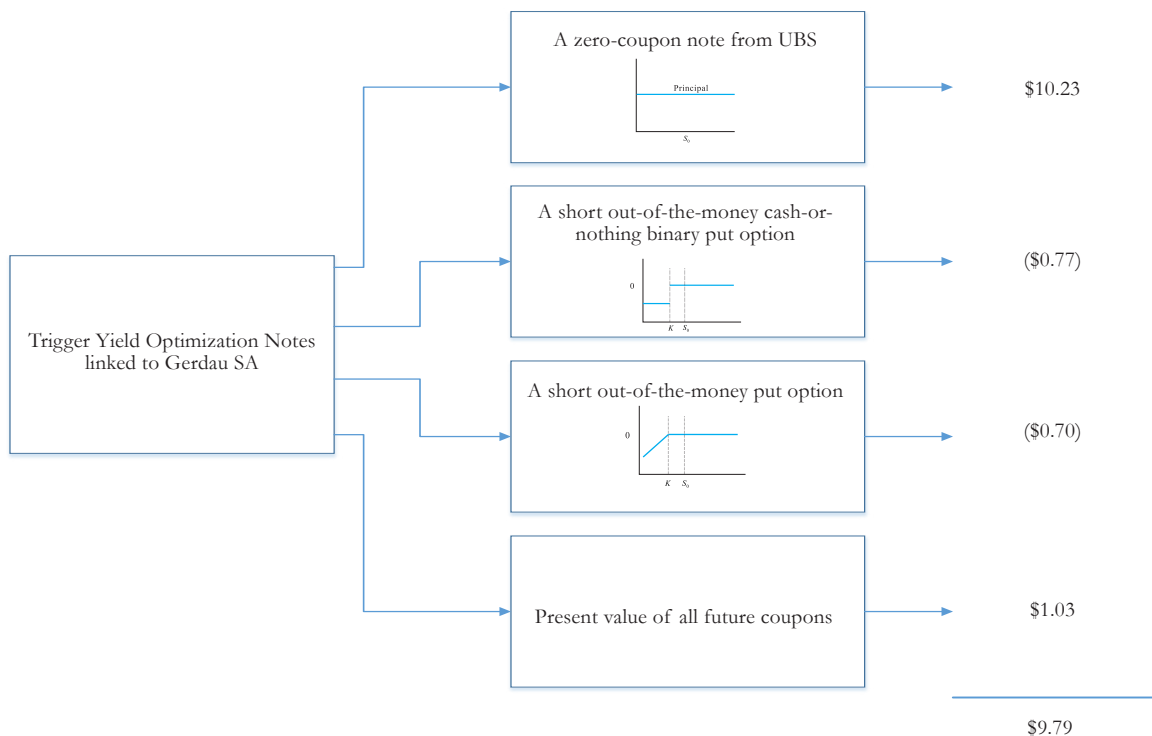 A zero-coupon note from UBS
Principal
S0
$10.23
A short out-of-the-money cash-or-
nothing binary put option
0
K S0
($0.77)
Trigger Yield Optimization Notes
linked to Gerdau SA
A short out-of-the-money put option
0
K S0
($0.70)
Present value of all future coupons
$1.03
$9.79